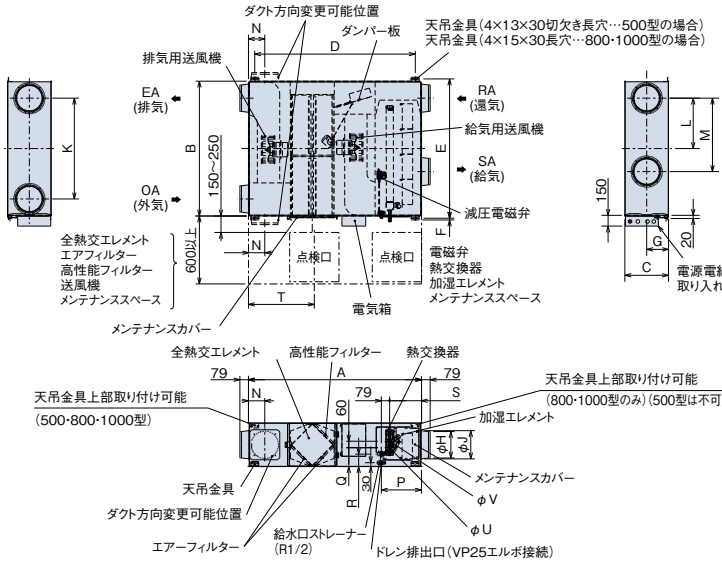 ダクト方向変更可能位置
ダンパー板
天吊金具(4×13×30切欠き長穴…500型の場合)
天吊金具(4×15×30長穴…800・1000型の場合)
N
D
排気用送風機
EA
(排気)
RA
(還気)
給気用送風機
K
B
E
L
M
SA
(給気)
OA
(外気)
150~250
減圧電磁弁
150
600以上
N
F
G
20
C
全熱交エレメント
エアフィルター
高性能フィルター
送風機
メンテナンススペース
点検口
点検口
電磁弁
熱交換器
加湿エレメント
メンテナンススペース
電源電線
取り入れ
T
電気箱
メンテナンスカバー
全熱交エレメント
高性能フィルター
熱交換器
79
A
79
天吊金具上部取り付け可能
(500・800・1000型)
N
60
79
S
天吊金具上部取り付け可能
(800・1000型のみ)(500型は不可
加湿エレメント
φH
φJ
メンテナンスカバー
天吊金具
Q
R
30
P
φV
ダクト方向変更可能位置
φU
エアーフィルター
給水口ストレーナー
(R1/2)
ドレン排出口(VP25エルボ接続)